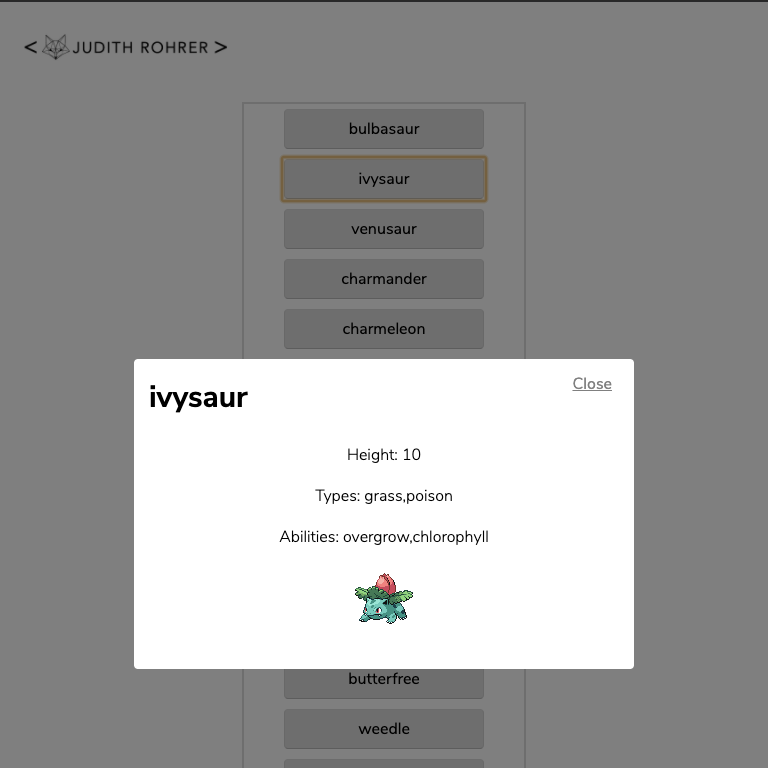 < JUDITH ROHRER >
bulbasaur
ivysaur
venusaur
charmander
charmeleon
ivysaur
Close
Height: 10
Types: grass,poison
Abilities: overgrow,chlorophyll
butterfree
weedle